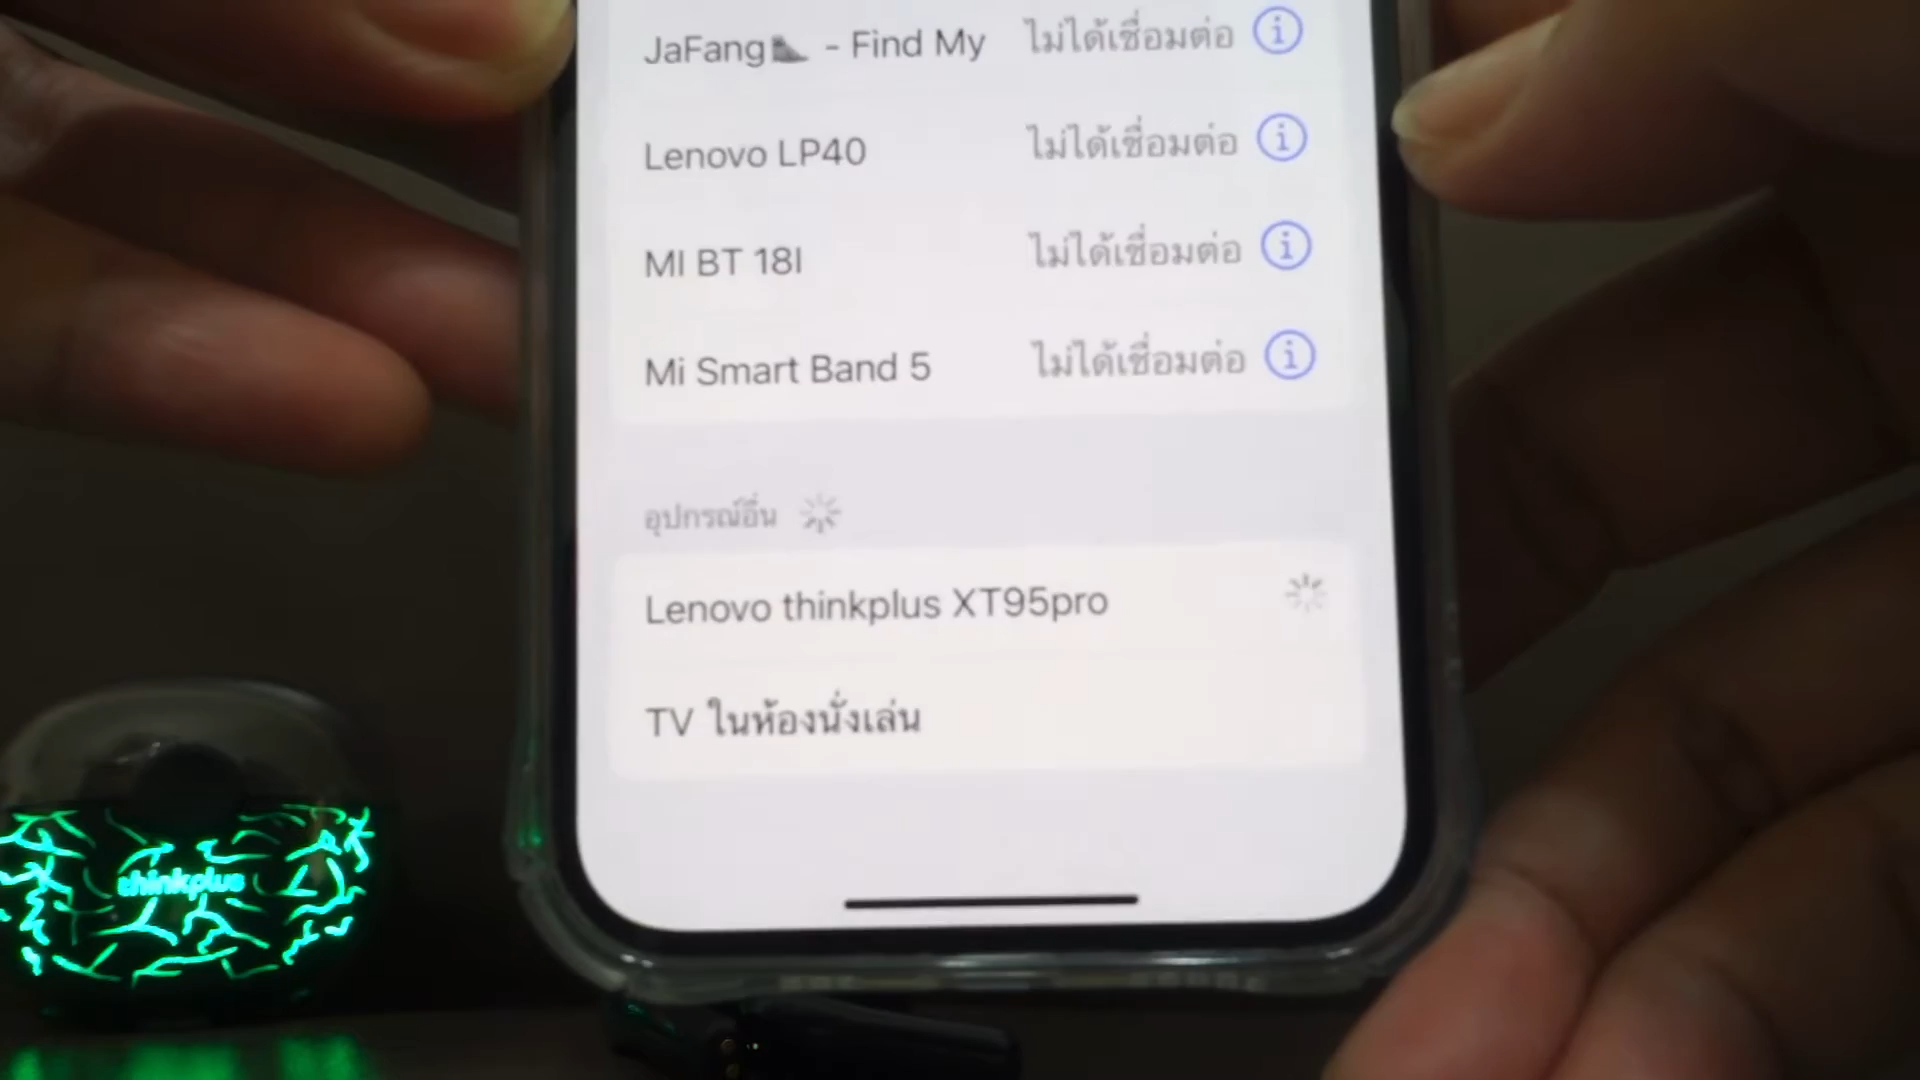 JaFang - Find My ไม่ได้เชื่อมต่อ
Lenovo LP40 ไม่ได้เชื่อมต่อ
MI BT 18I ไม่ได้เชื่อมต่อ
Mi Smart Band 5 ไม่ได้เชื่อมต่อ
อุปกรณ์อื่น
Lenovo thinkplus XT95pro
TV ในห้องนั่งเล่น
thinkplus